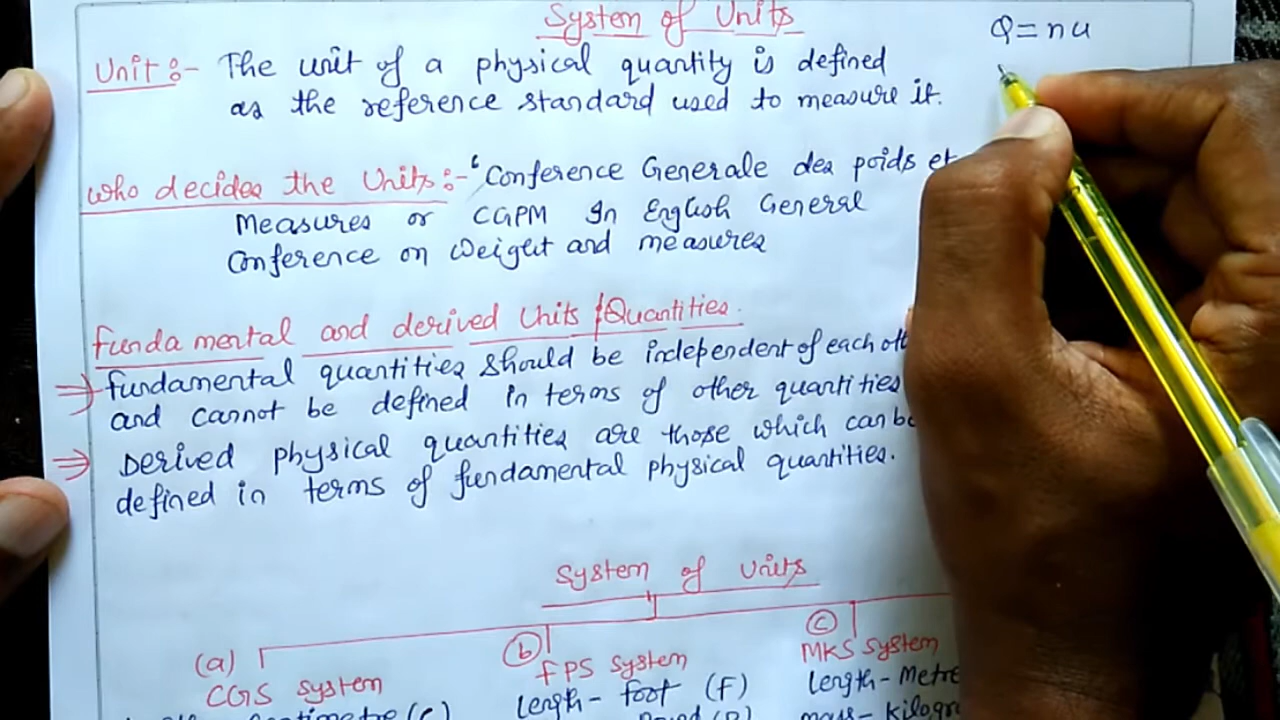 System of Units
Q = nu
Unit :- The unit of a physical quantity is defined
as the reference standard used to measure it.
who decides the Units :- ‘Conference Generale des poids et
Measures or CGPM In English General
Conference on Weight and measures
fundamental and derived Units / Quantities.
fundamental quantities should be independent of each
and cannot be defined in terms of other quantities
Derived physical quantities are those which can be
defined in terms of fundamental physical quantities.
System of Units
(a) (b) (c)
CGS System FPS System MKS System
Length - foot (F) Length - Metre
mass -